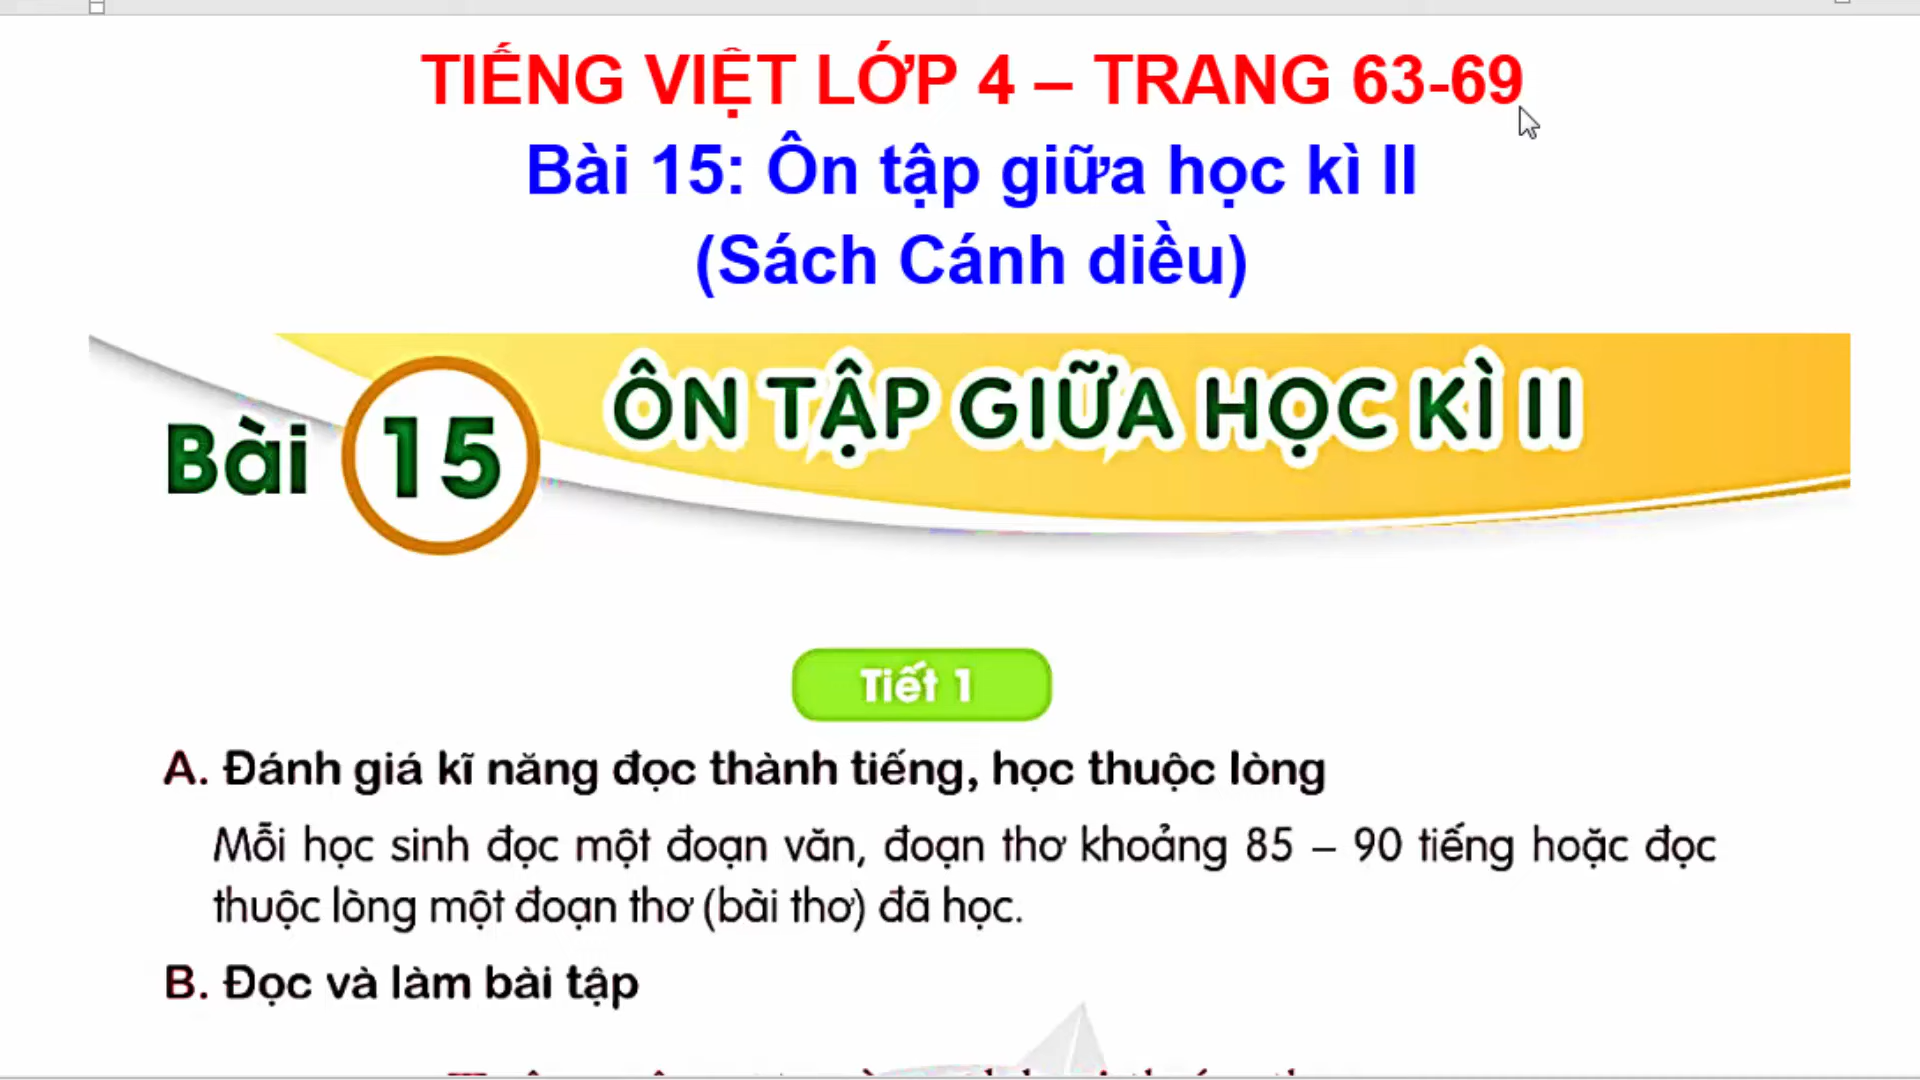 TIẾNG VIỆT LỚP 4 – TRANG 63-69
Bài 15: Ôn tập giữa học kì II
(Sách Cánh diều)
Bài 15 ÔN TẬP GIỮA HỌC KÌ II
Tiết 1
A. Đánh giá kĩ năng đọc thành tiếng, học thuộc lòng
Mỗi học sinh đọc một đoạn văn, đoạn thơ khoảng 85 – 90 tiếng hoặc đọc
thuộc lòng một đoạn thơ (bài thơ) đã học.
B. Đọc và làm bài tập